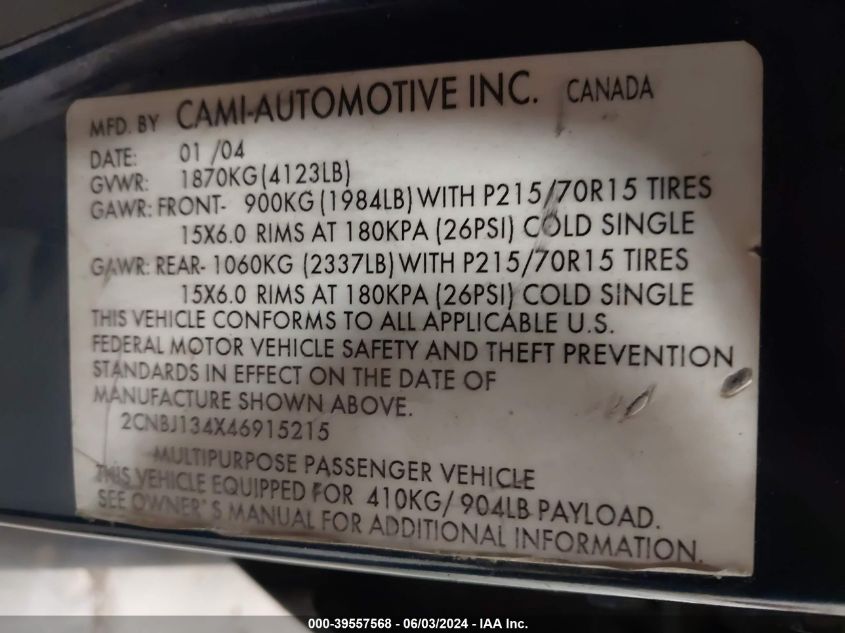 MFD. BY CAMI-AUTOMOTIVE INC. CANADA
DATE: 01 /04
GVWR: 1870KG(4123LB)
GAWR: FRONT- 900KG (1984LB) WITH P215/70R15 TIRES
15X6.0 RIMS AT 180KPA (26PSI) COLD SINGLE
GAWR: REAR- 1060KG (2337LB) WITH P215/70R15 TIRES
15X6.0 RIMS AT 180KPA (26PSI) COLD SINGLE
THIS VEHICLE CONFORMS TO ALL APPLICABLE U.S.
FEDERAL MOTOR VEHICLE SAFETY AND THEFT PREVENTION
STANDARDS IN EFFECT ON THE DATE OF
MANUFACTURE SHOWN ABOVE.
2CNBJ134X46915215
MULTIPURPOSE PASSENGER VEHICLE
THIS VEHICLE EQUIPPED FOR 410KG/ 904LB PAYLOAD.
SEE OWNER'S MANUAL FOR ADDITIONAL INFORMATION.
000-39557568 - 06/03/2024 - IAA Inc.